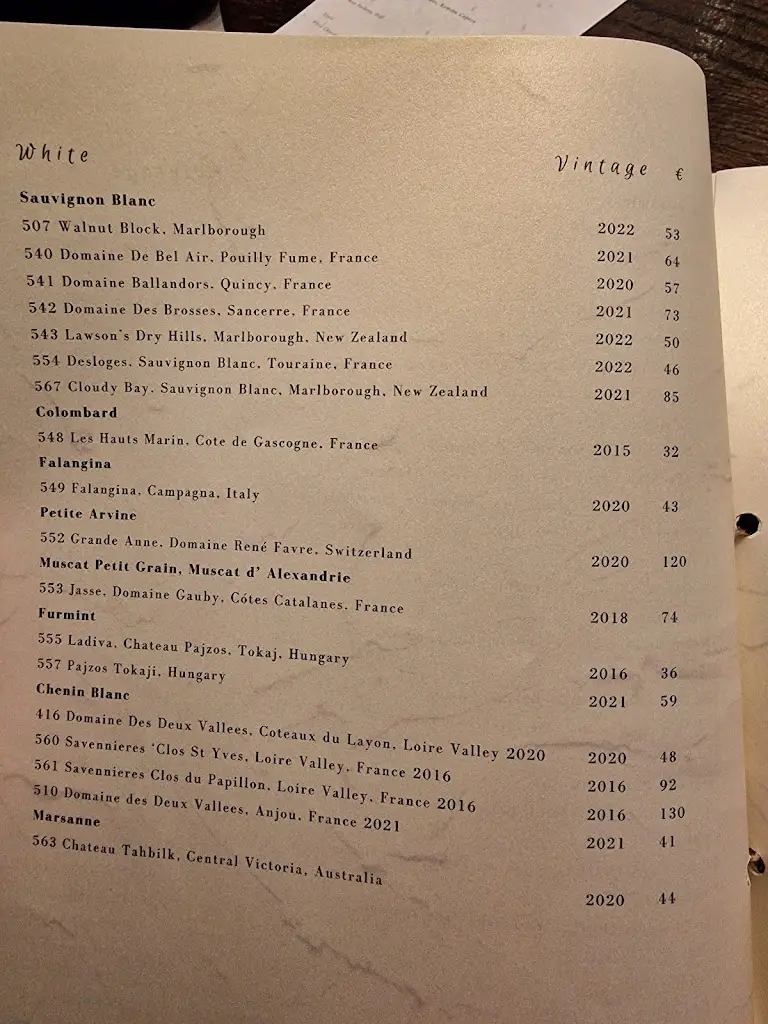 White Vintage €
Sauvignon Blanc
507 Walnut Block, Marlborough 2022 53
540 Domaine De Bel Air, Pouilly Fume, France 2021 64
541 Domaine Ballandors, Quincy, France 2020 57
542 Domaine Des Brosses, Sancerre, France 2021 73
543 Lawson's Dry Hills, Marlborough, New Zealand 2022 50
554 Desloges, Sauvignon Blanc, Touraine, France 2022 46
567 Cloudy Bay, Sauvignon Blanc, Marlborough, New Zealand 2021 85
Colombard
548 Les Hauts Marin, Cote de Gascogne, France 2015 32
Falangina
549 Falangina, Campagna, Italy 2020 43
Petite Arvine
552 Grande Anne, Domaine René Favre, Switzerland 2020 120
Muscat Petit Grain, Muscat d' Alexandrie
553 Jasse, Domaine Gauby, Côtes Catalanes, France 2018 74
Furmint
555 Ladiva, Chateau Pajzos, Tokaj, Hungary 2016 36
557 Pajzos Tokaji, Hungary 2021 59
Chenin Blanc
416 Domaine Des Deux Vallees, Coteaux du Layon, Loire Valley 2020 2020 48
560 Savennieres 'Clos St Yves, Loire Valley, France 2016 2016 92
561 Savennieres Clos du Papillon, Loire Valley, France 2016 2016 130
510 Domaine des Deux Vallees, Anjou, France 2021 2021 41
Marsanne
563 Chateau Tahbilk, Central Victoria, Australia 2020 44